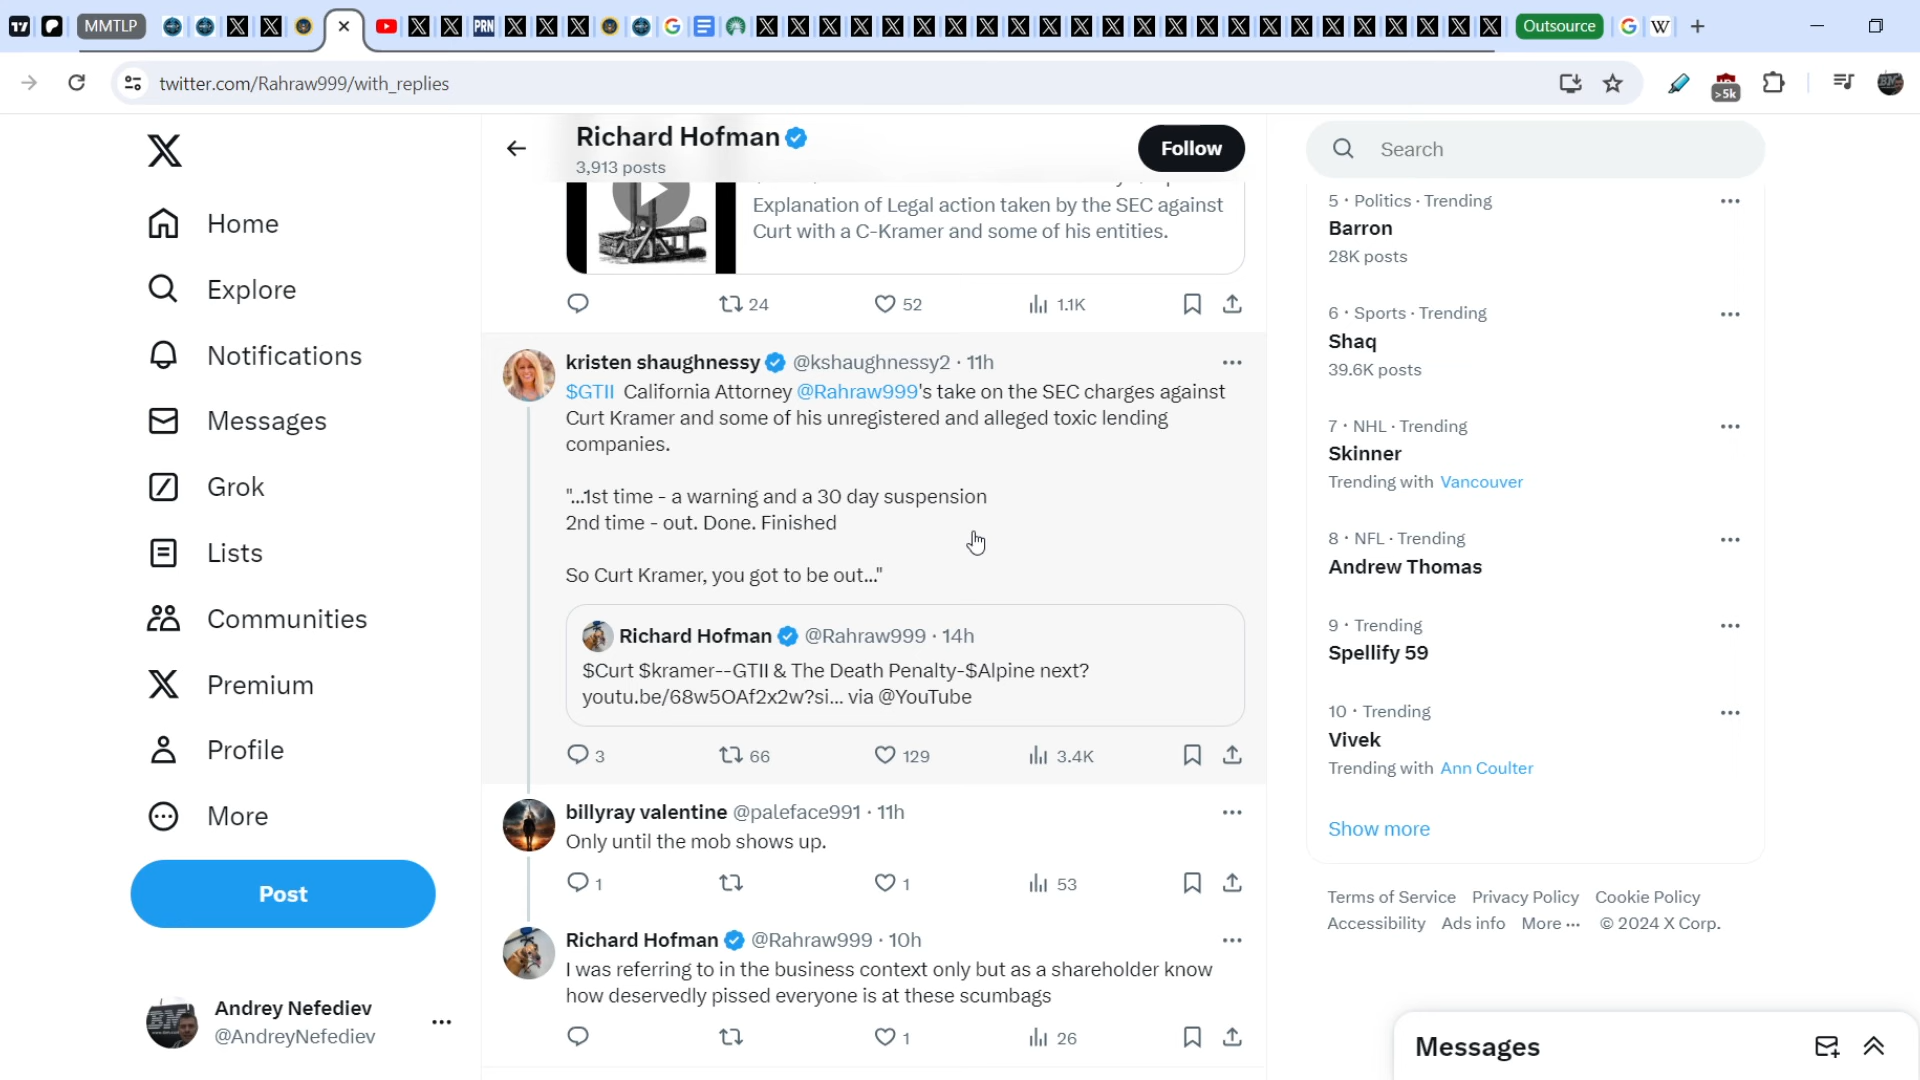 MMTLP
PRN
Outsource
twitter.com/Rahraw999/with_replies
>5k
Richard Hofman
3,913 posts
Follow
Search
Home
Explore
Notifications
Messages
Grok
Lists
Communities
Premium
Profile
More
Post
Andrey Nefediev
@AndreyNefediev
Explanation of Legal action taken by the SEC against
Curt with a C-Kramer and some of his entities.
24 52 1.1K
kristen shaughnessy @kshaughnessy2 · 11h
$GTII California Attorney @Rahraw999's take on the SEC charges against
Curt Kramer and some of his unregistered and alleged toxic lending
companies.
"...1st time - a warning and a 30 day suspension
2nd time - out. Done. Finished
So Curt Kramer, you got to be out..."
Richard Hofman @Rahraw999 · 14h
$Curt $kramer--GTII & The Death Penalty-$Alpine next?
youtu.be/68w5OAf2x2w?si... via @YouTube
3 66 129 3.4K
billyray valentine @paleface991 · 11h
Only until the mob shows up.
1 1 53
Richard Hofman @Rahraw999 · 10h
I was referring to in the business context only but as a shareholder know
how deservedly pissed everyone is at these scumbags
1 26
5 · Politics · Trending
Barron
28K posts
6 · Sports · Trending
Shaq
39.6K posts
7 · NHL · Trending
Skinner
Trending with Vancouver
8 · NFL · Trending
Andrew Thomas
9 · Trending
Spellify 59
10 · Trending
Vivek
Trending with Ann Coulter
Show more
Terms of Service Privacy Policy Cookie Policy
Accessibility Ads info More ··· © 2024 X Corp.
Messages